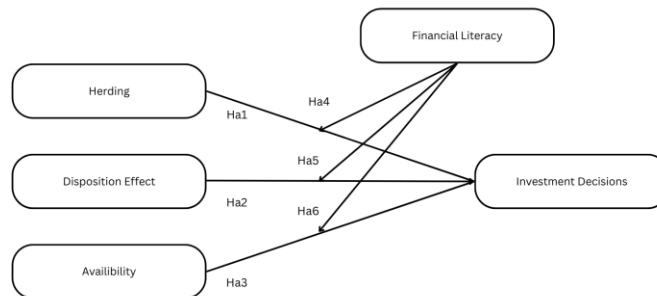 Financial Literacy
Herding
Ha4
Ha1
Ha5
Disposition Effect
Investment Decisions
Ha2
Ha6
Availibility
Ha3